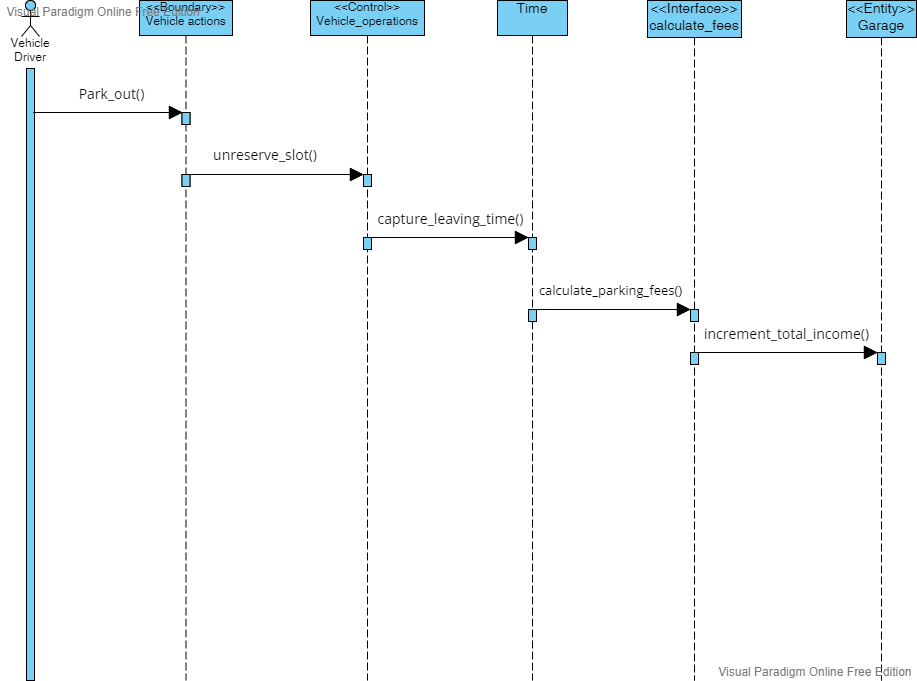 Visual Paradigm Online Free Edition
<<Boundary>>
Vehicle actions
<<Control>>
Vehicle_operations
Time
<<Interface>>
calculate_fees
<<Entity>>
Garage
Vehicle
Driver
Park_out()
unreserve_slot()
capture_leaving_time()
calculate_parking_fees()
increment_total_income()
Visual Paradigm Online Free Edition